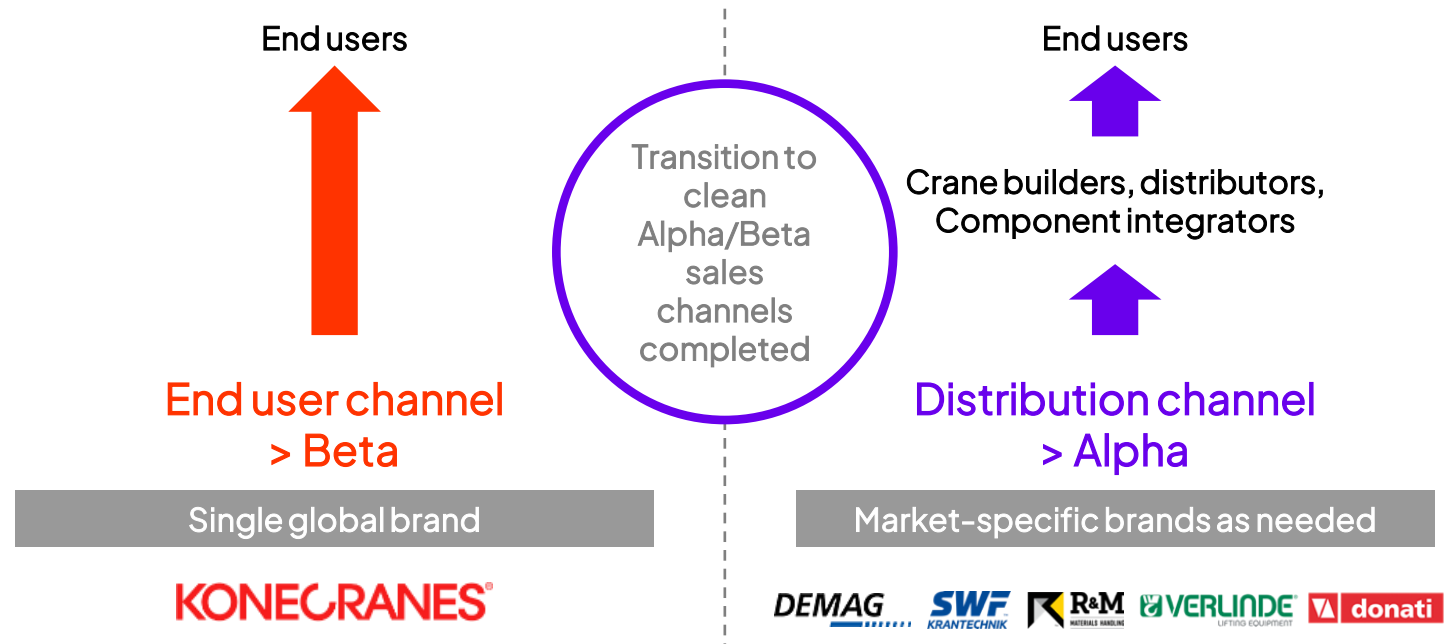 End users
End user channel
> Beta
Single global brand
KONECRANES®
Transition to
clean
Alpha/Beta
sales
channels
completed
End users
Crane builders, distributors,
Component integrators
Distribution channel
> Alpha
Market-specific brands as needed
DEMAG
SWF
KRANTECHNIK
R&M
MATERIALS HANDLING
VERLINDE®
LIFTING EQUIPMENT
donati